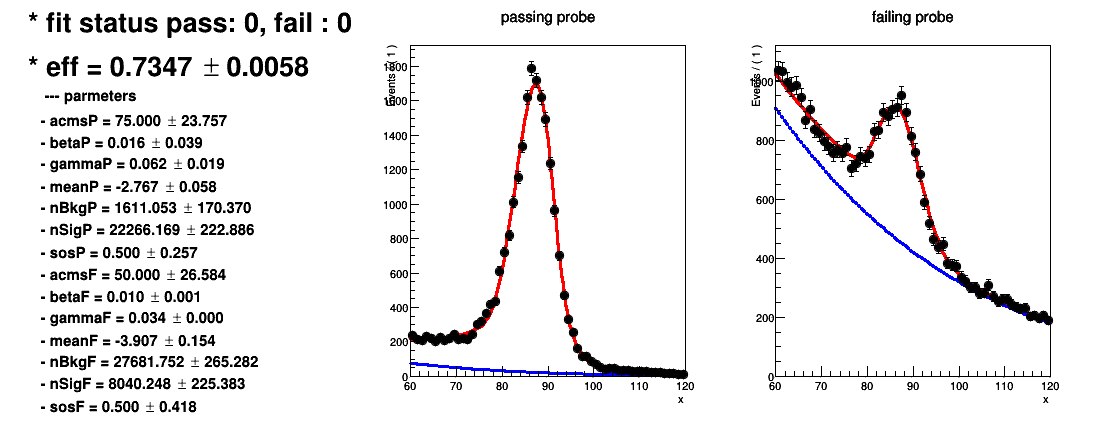 * fit status pass: 0, fail : 0
* eff = 0.7347 ± 0.0058
--- parmeters
- acmsP = 75.000 ± 23.757
- betaP = 0.016 ± 0.039
- gammaP = 0.062 ± 0.019
- meanP = -2.767 ± 0.058
- nBkgP = 1611.053 ± 170.370
- nSigP = 22266.169 ± 222.886
- sosP = 0.500 ± 0.257
- acmsF = 50.000 ± 26.584
- betaF = 0.010 ± 0.001
- gammaF = 0.034 ± 0.000
- meanF = -3.907 ± 0.154
- nBkgF = 27681.752 ± 265.282
- nSigF = 8040.248 ± 225.383
- sosF = 0.500 ± 0.418
passing probe
Events / ( 1 )
1800
1600
1400
1200
1000
800
600
400
200
0
60 70 80 90 100 110 120
x
failing probe
Events / ( 1 )
1000
800
600
400
200
0
60 70 80 90 100 110 120
x